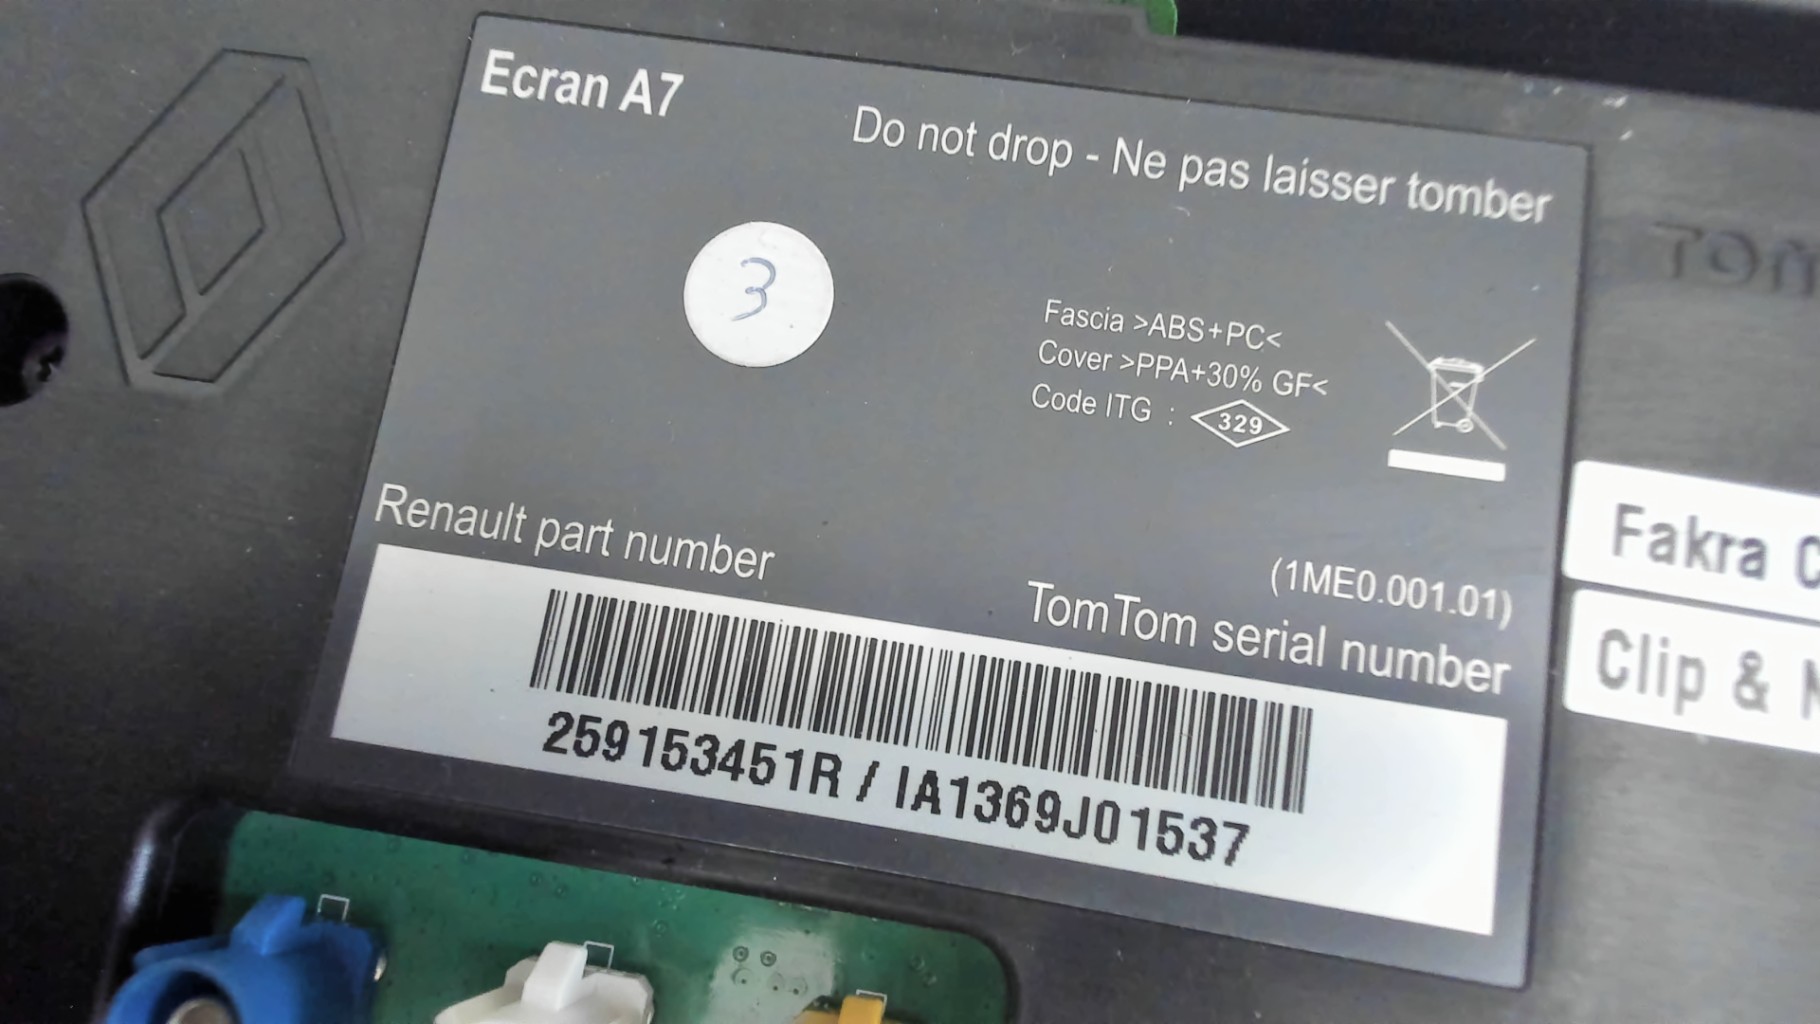 Ecran A7
Do not drop - Ne pas laisser tomber
3
Fascia >ABS+PC<
Cover >PPA+30% GF<
Code ITG : 329
Renault part number
(1ME0.001.01)
TomTom serial number
259153451R / IA1369J01537
Fakra
Clip &